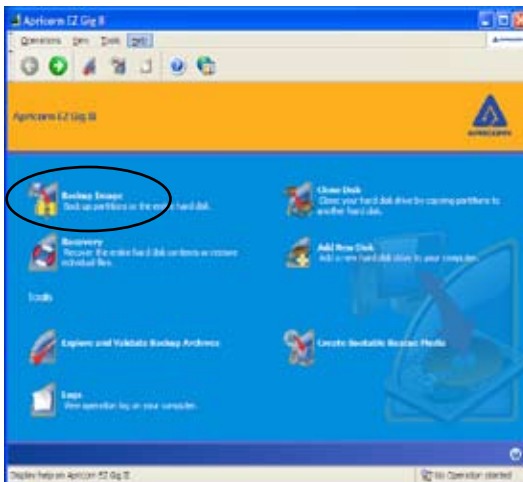 Apricorn EZ Gig II
Operations View Tools Help
Apricorn EZ Gig II
APRICORN
Backup Image
Back up partitions or the entire hard disk.
Clone Disk
Clone your hard disk drive by copying partitions to
another hard disk.
Recovery
Recover the entire hard disk contents or restore
individual files.
Add New Disk
Add a new hard disk drive to your computer.
Tools
Explore and Validate Backup Archives
Create Bootable Rescue Media
Logs
View operation log on your computer.
Display help on Apricorn EZ Gig II
No Operation started